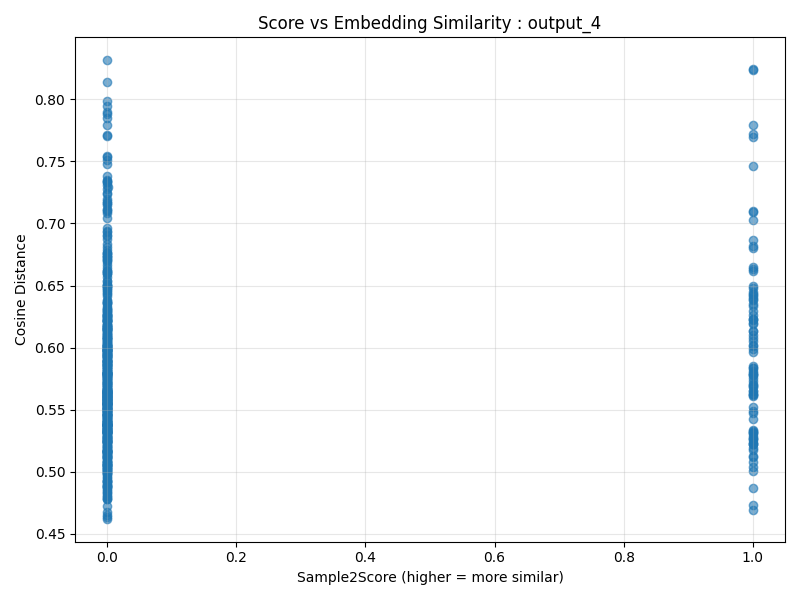 Score vs Embedding Similarity : output_4
Cosine Distance
0.80
0.75
0.70
0.65
0.60
0.55
0.50
0.45
0.0 0.2 0.4 0.6 0.8 1.0
Sample2Score (higher = more similar)